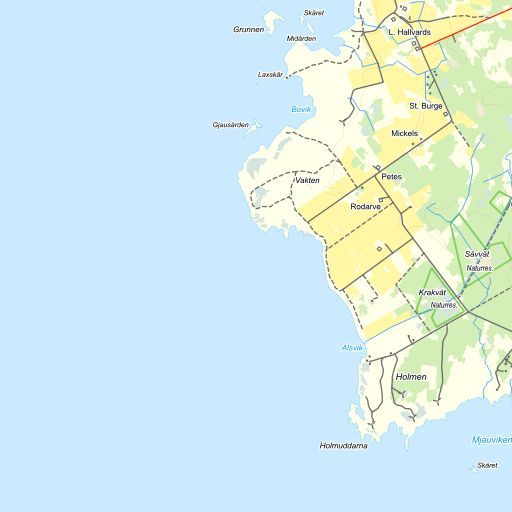 Skäret
Grunnen
L. Hallvards
Midården
Laxskär
St. Burge
Bovik
Gjausården
Mickels
Vakten
Petes
Rodarve
Sävvät
Naturres.
Krakvät
Naturres.
Alsvik
Holmen
Holmuddarna
Mjauviken
Skäret